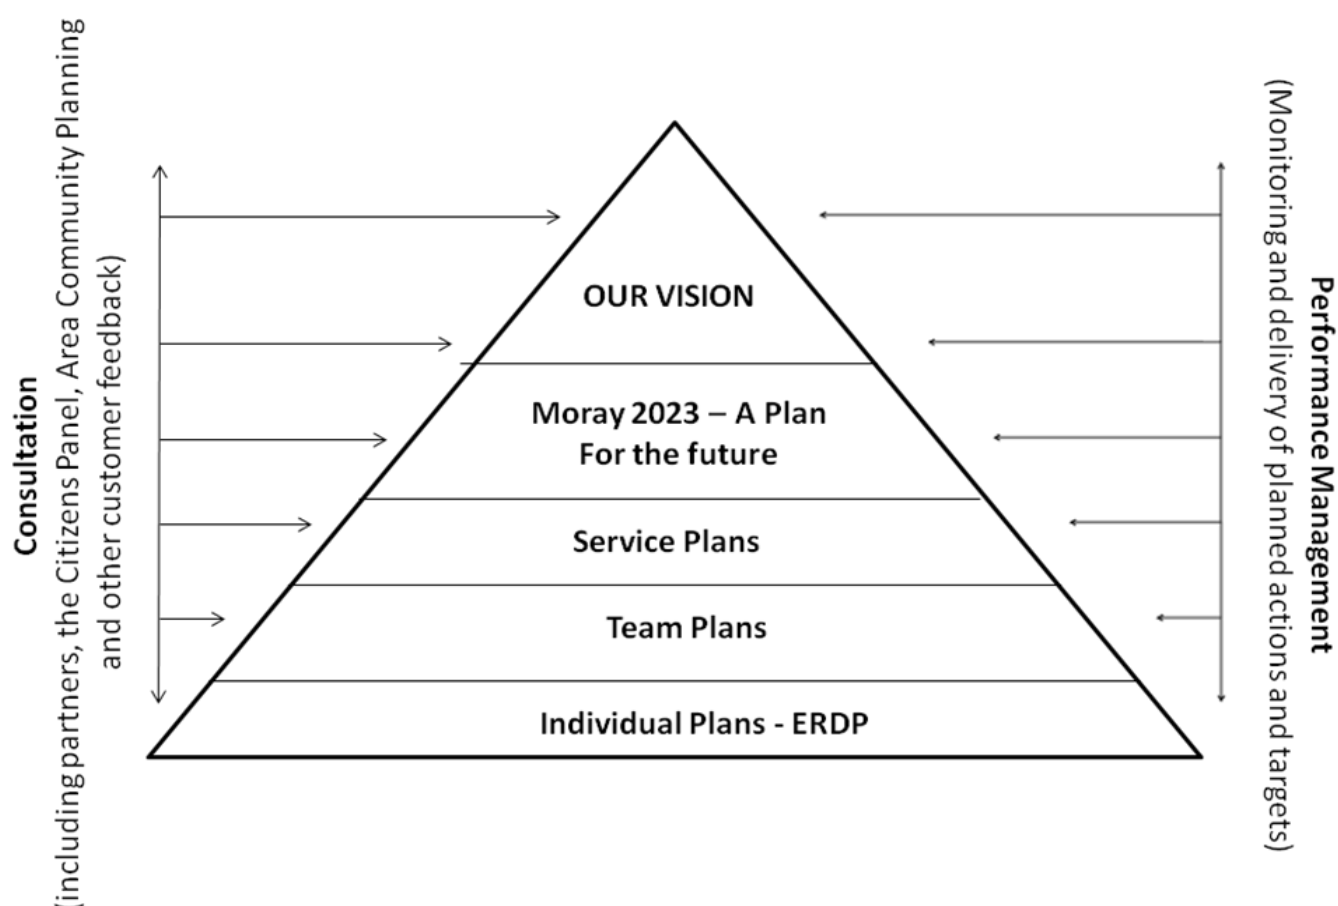 Consultation
(including partners, the Citizens Panel, Area Community Planning
and other customer feedback)
OUR VISION
Moray 2023 – A Plan
For the future
Service Plans
Team Plans
Individual Plans - ERDP
Performance Management
(Monitoring and delivery of planned actions and targets)